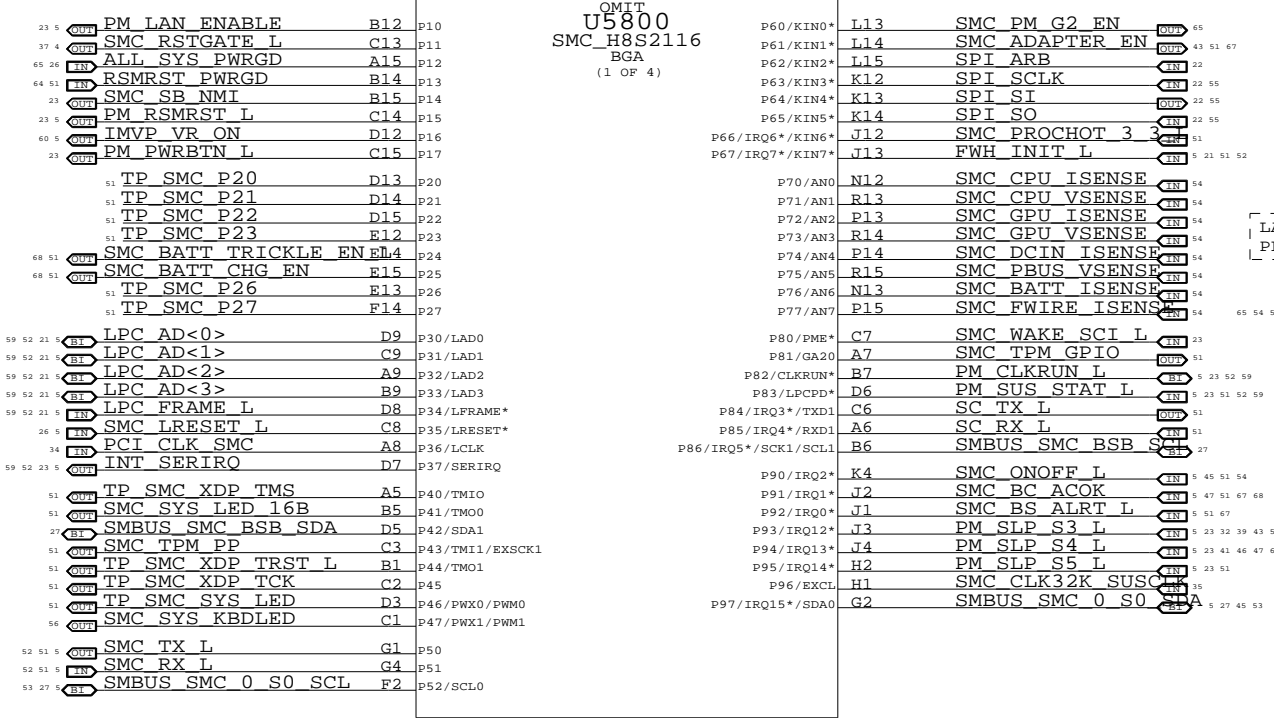 OMIT
U5800
SMC_H8S2116
BGA
(1 OF 4)
23 5 OUT PM_LAN_ENABLE B12 P10
37 4 OUT SMC_RSTGATE_L C13 P11
65 26 IN ALL_SYS_PWRGD A15 P12
64 51 IN RSMRST_PWRGD B14 P13
23 OUT SMC_SB_NMI B15 P14
23 5 OUT PM_RSMRST_L C14 P15
60 5 OUT IMVP_VR_ON D12 P16
23 OUT PM_PWRBTN_L C15 P17
51 TP_SMC_P20 D13 P20
51 TP_SMC_P21 D14 P21
51 TP_SMC_P22 D15 P22
51 TP_SMC_P23 E12 P23
68 51 OUT SMC_BATT_TRICKLE_EN_L E14 P24
68 51 OUT SMC_BATT_CHG_EN E15 P25
51 TP_SMC_P26 E13 P26
51 TP_SMC_P27 F14 P27
59 52 21 5 BI LPC_AD<0> D9 P30/LAD0
59 52 21 5 BI LPC_AD<1> C9 P31/LAD1
59 52 21 5 BI LPC_AD<2> A9 P32/LAD2
59 52 21 5 BI LPC_AD<3> B9 P33/LAD3
59 52 21 5 IN LPC_FRAME_L D8 P34/LFRAME*
26 5 IN SMC_LRESET_L C8 P35/LRESET*
34 IN PCI_CLK_SMC A8 P36/LCLK
59 52 23 5 OUT INT_SERIRQ D7 P37/SERIRQ
51 OUT TP_SMC_XDP_TMS A5 P40/TMIO
51 OUT SMC_SYS_LED_16B B5 P41/TMO0
27 BI SMBUS_SMC_BSB_SDA D5 P42/SDA1
51 OUT SMC_TPM_PP C3 P43/TMI1/EXSCK1
51 OUT TP_SMC_XDP_TRST_L B1 P44/TMO1
51 OUT TP_SMC_XDP_TCK C2 P45
51 OUT TP_SMC_SYS_LED D3 P46/PWX0/PWM0
56 OUT SMC_SYS_KBDLED C1 P47/PWX1/PWM1
52 51 5 OUT SMC_TX_L G1 P50
52 51 5 IN SMC_RX_L G4 P51
53 27 5 BI SMBUS_SMC_0_S0_SCL F2 P52/SCL0
P60/KIN0* L13 SMC_PM_G2_EN OUT 65
P61/KIN1* L14 SMC_ADAPTER_EN OUT 43 51 67
P62/KIN2* L15 SPI_ARB IN 22
P63/KIN3* K12 SPI_SCLK IN 22 55
P64/KIN4* K13 SPI_SI OUT 22 55
P65/KIN5* K14 SPI_SO IN 22 55
P66/IRQ6*/KIN6* J12 SMC_PROCHOT_3_3_L IN 51
P67/IRQ7*/KIN7* J13 FWH_INIT_L IN 5 21 51 52
P70/AN0 N12 SMC_CPU_ISENSE IN 54
P71/AN1 R13 SMC_CPU_VSENSE IN 54
P72/AN2 P13 SMC_GPU_ISENSE IN 54
P73/AN3 R14 SMC_GPU_VSENSE IN 54
P74/AN4 P14 SMC_DCIN_ISENSE IN 54
P75/AN5 R15 SMC_PBUS_VSENSE IN 54
P76/AN6 N13 SMC_BATT_ISENSE IN 54
P77/AN7 P15 SMC_FWIRE_ISENSE IN 54
P80/PME* C7 SMC_WAKE_SCI_L IN 23
P81/GA20 A7 SMC_TPM_GPIO OUT 51
P82/CLKRUN* B7 PM_CLKRUN_L BI 5 23 52 59
P83/LPCPD* D6 PM_SUS_STAT_L IN 5 23 51 52 59
P84/IRQ3*/TXD1 C6 SC_TX_L OUT 51
P85/IRQ4*/RXD1 A6 SC_RX_L IN 51
P86/IRQ5*/SCK1/SCL1 B6 SMBUS_SMC_BSB_SCL BI 27
P90/IRQ2* K4 SMC_ONOFF_L IN 5 45 51 54
P91/IRQ1* J2 SMC_BC_ACOK IN 5 47 51 67 68
P92/IRQ0* J1 SMC_BS_ALRT_L IN 5 51 67
P93/IRQ12* J3 PM_SLP_S3_L IN 5 23 32 39 43 5
P94/IRQ13* J4 PM_SLP_S4_L IN 5 23 41 46 47 6
P95/IRQ14* H2 PM_SLP_S5_L IN 5 23 51
P96/EXCL H1 SMC_CLK32K_SUSCLK IN 35
P97/IRQ15*/SDA0 G2 SMBUS_SMC_0_S0_SDA BI 5 27 45 53
65 54 5